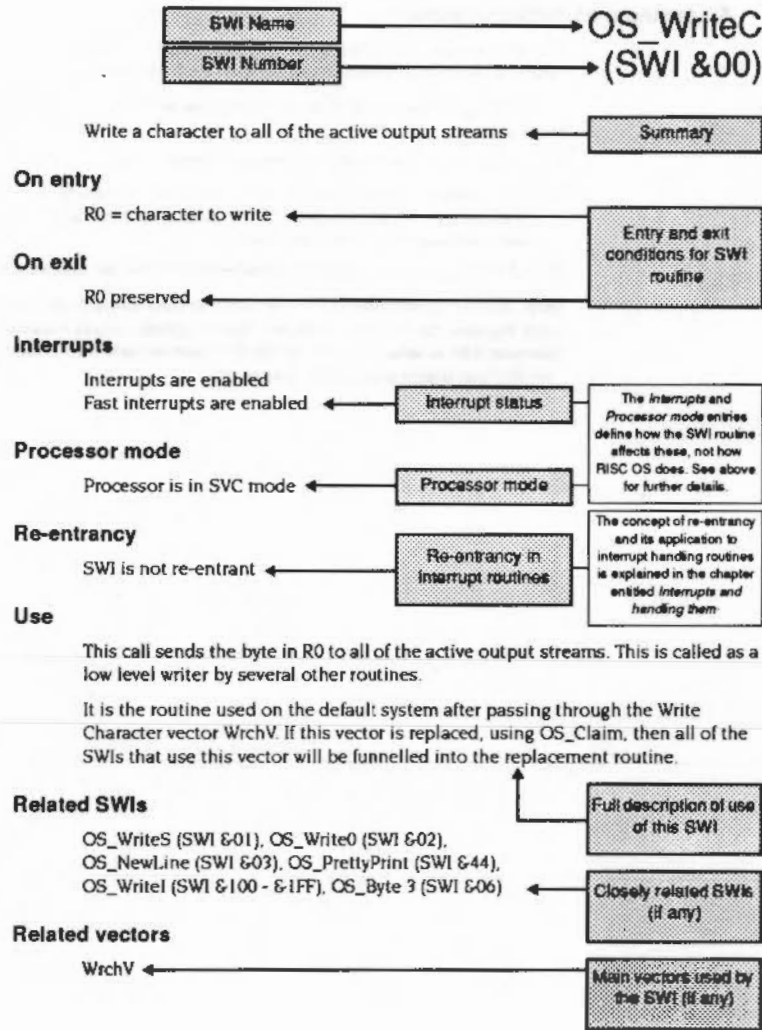 SWI Name
OS_WriteC
SWI Number
(SWI &00)
Write a character to all of the active output streams
Summary
On entry
R0 = character to write
Entry and exit
conditions for SWI
routine
On exit
R0 preserved
Interrupts
Interrupts are enabled
Fast interrupts are enabled
Interrupt status
The Interrupts and
Processor mode entries
define how the SWI routine
affects these, not how
RISC OS does. See above
for further details.
Processor mode
Processor is in SVC mode
Processor mode
Re-entrancy
SWI is not re-entrant
Re-entrancy in
interrupt routines
The concept of re-entrancy
and its application to
interrupt handling routines
is explained in the chapter
entitled Interrupts and
handling them
Use
This call sends the byte in R0 to all of the active output streams. This is called as a
low level writer by several other routines.
It is the routine used on the default system after passing through the Write
Character vector WrchV. If this vector is replaced, using OS_Claim, then all of the
SWIs that use this vector will be funnelled into the replacement routine.
Full description of use
of this SWI
Related SWIs
OS_WriteS (SWI &01), OS_Write0 (SWI &02),
OS_NewLine (SWI &03), OS_PrettyPrint (SWI &44),
OS_WriteI (SWI &100 - &1FF), OS_Byte 3 (SWI &06)
Closely related SWIs
(if any)
Related vectors
WrchV
Main vectors used by
the SWI (if any)